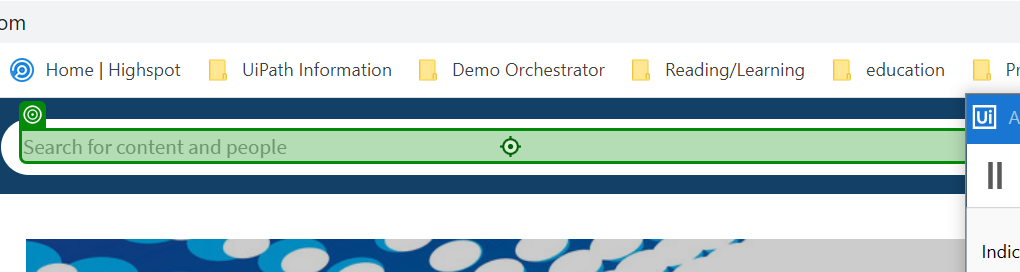 om
Home | Highspot UiPath Information Demo Orchestrator Reading/Learning education Pr
Ui A
Search for content and people
Indic